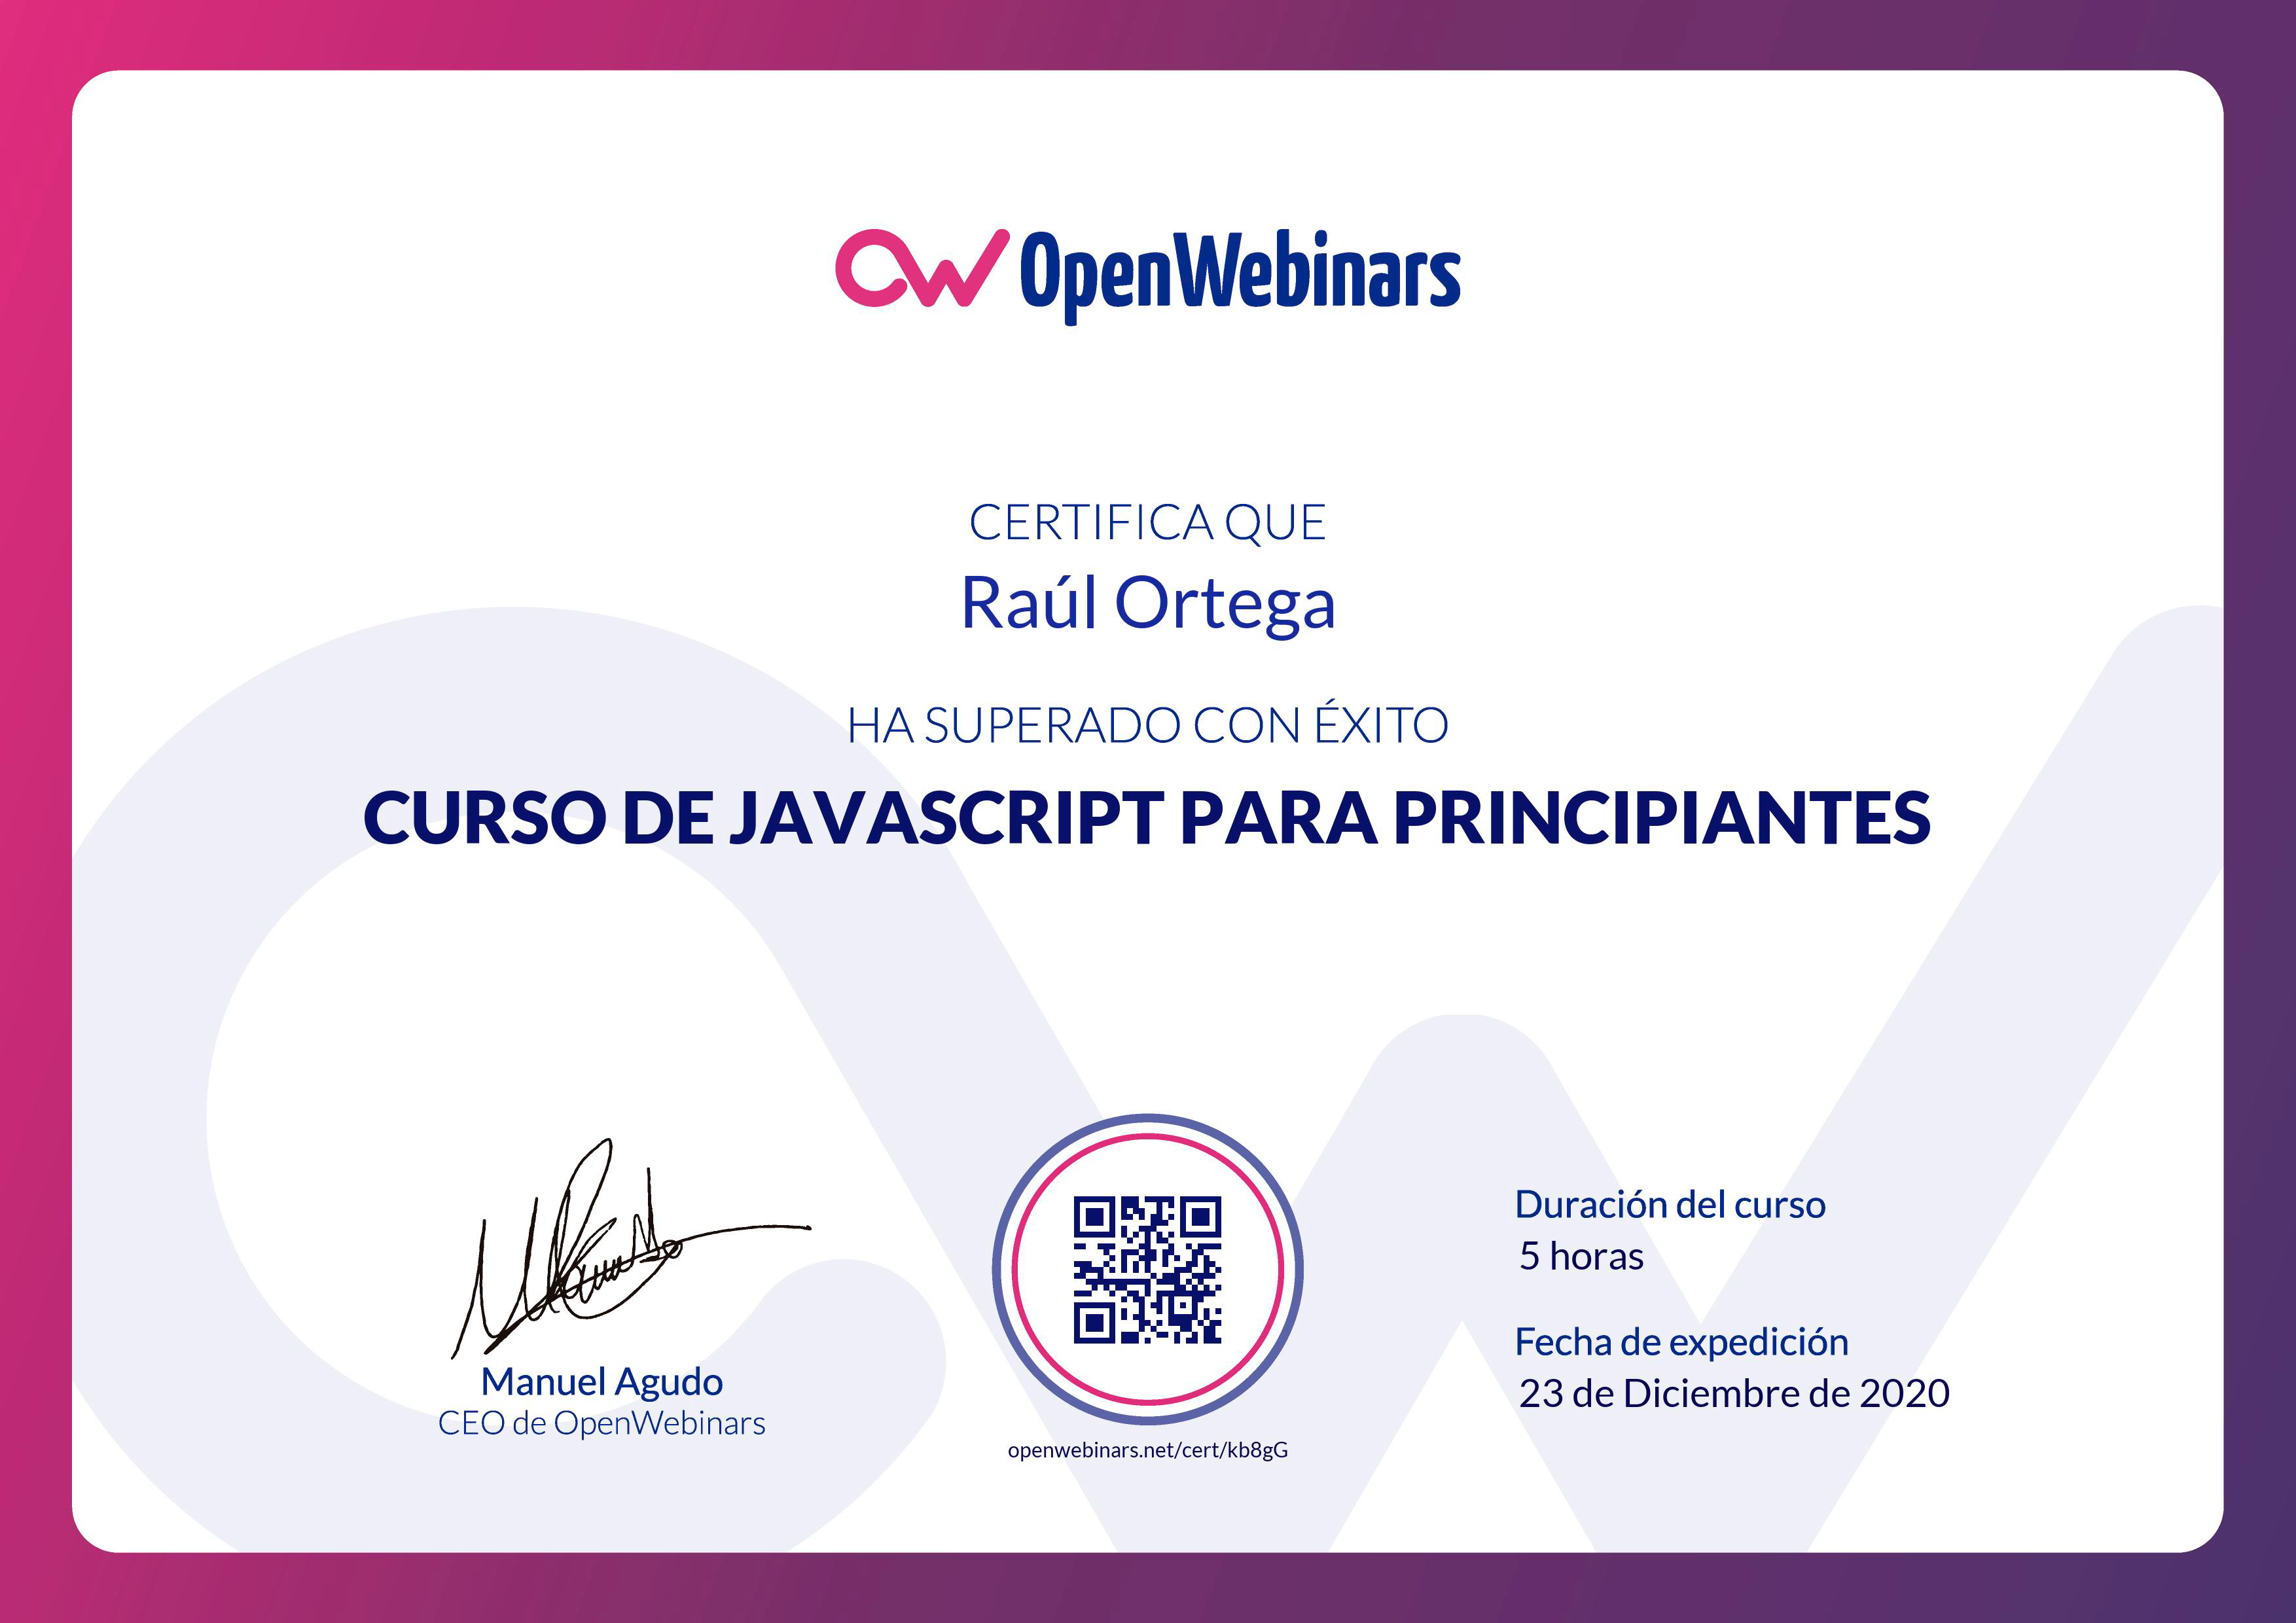 OpenWebinars
CERTIFICA QUE
Raúl Ortega
HA SUPERADO CON ÉXITO
CURSO DE JAVASCRIPT PARA PRINCIPIANTES
Manuel Agudo
CEO de OpenWebinars
openwebinars.net/cert/kb8gG
Duración del curso
5 horas
Fecha de expedición
23 de Diciembre de 2020